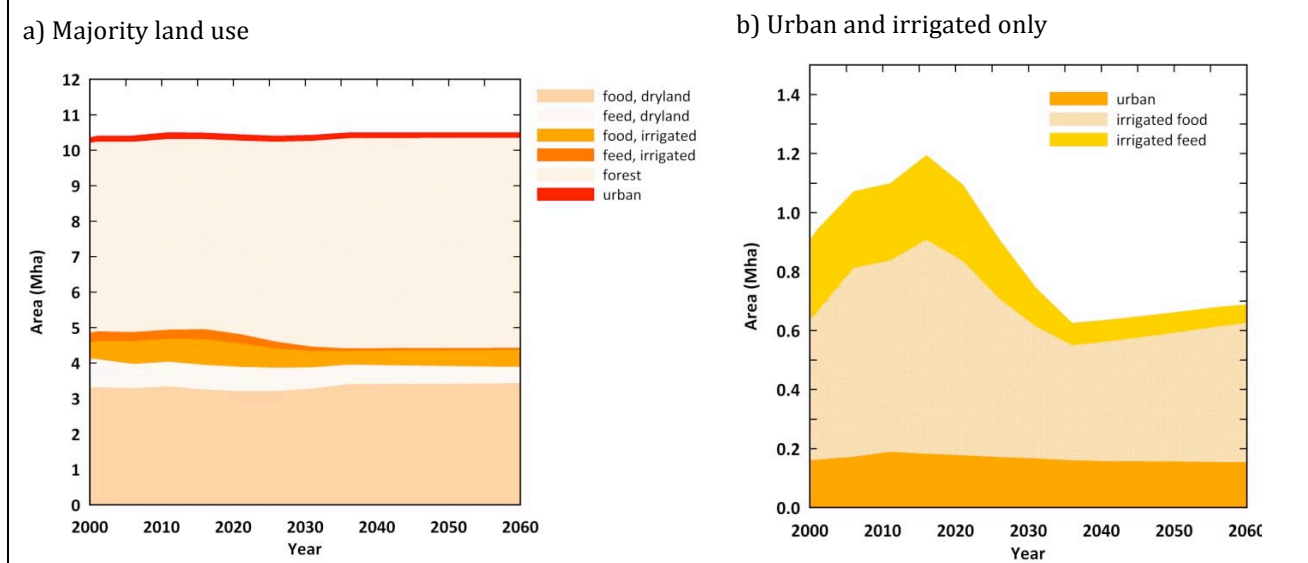 a) Majority land use
12
11
10
9
8
7
6
5
4
3
2
1
0
Area (Mha)
2000 2010 2020 2030 2040 2050 2060
Year
food, dryland
feed, dryland
food, irrigated
feed, irrigated
forest
urban
b) Urban and irrigated only
1.4
1.2
1.0
0.8
0.6
0.4
0.2
0.0
Area (Mha)
2000 2010 2020 2030 2040 2050 2060
Year
urban
irrigated food
irrigated feed